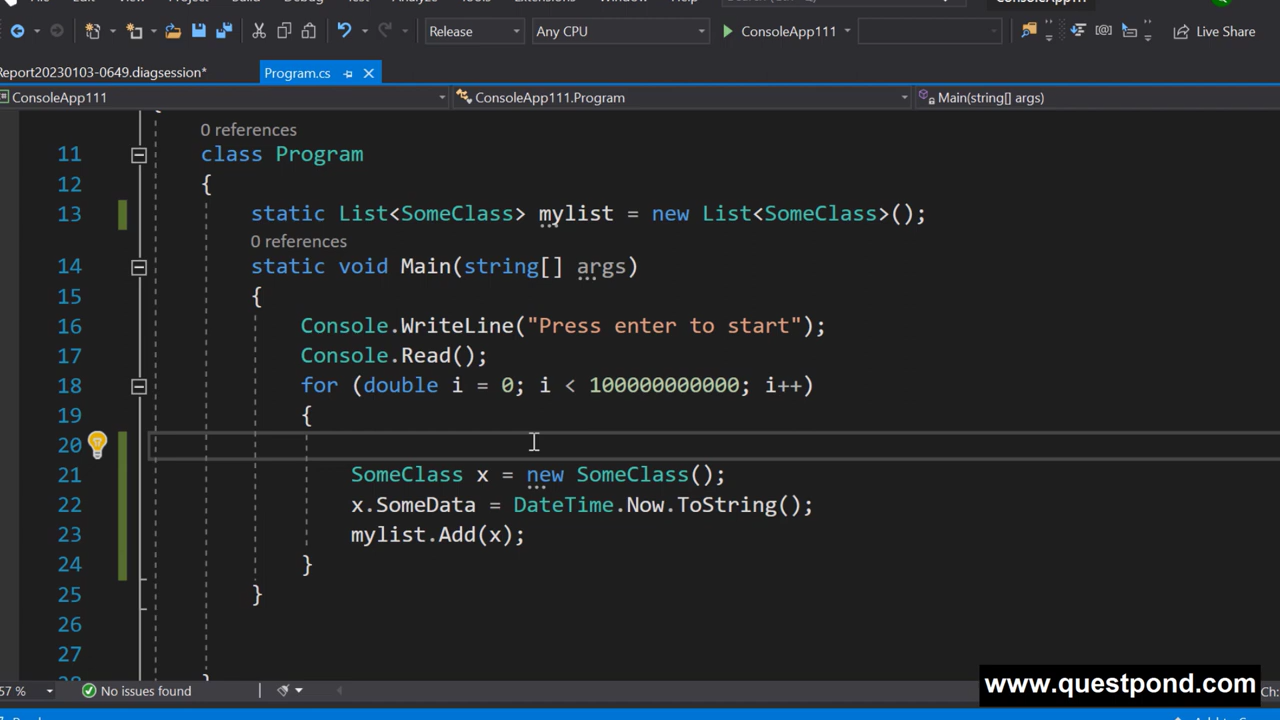 Release
Any CPU
ConsoleApp111
Live Share
Report20230103-0649.diagsession*
Program.cs
ConsoleApp111
ConsoleApp111.Program
Main(string[] args)
0 references
11 class Program
12 {
13 static List<SomeClass> mylist = new List<SomeClass>();
0 references
14 static void Main(string[] args)
15 {
16 Console.WriteLine("Press enter to start");
17 Console.Read();
18 for (double i = 0; i < 100000000000; i++)
19 {
20
21 SomeClass x = new SomeClass();
22 x.SomeData = DateTime.Now.ToString();
23 mylist.Add(x);
24 }
25 }
26
27
www.questpond.com
57 %
No issues found
Ch: